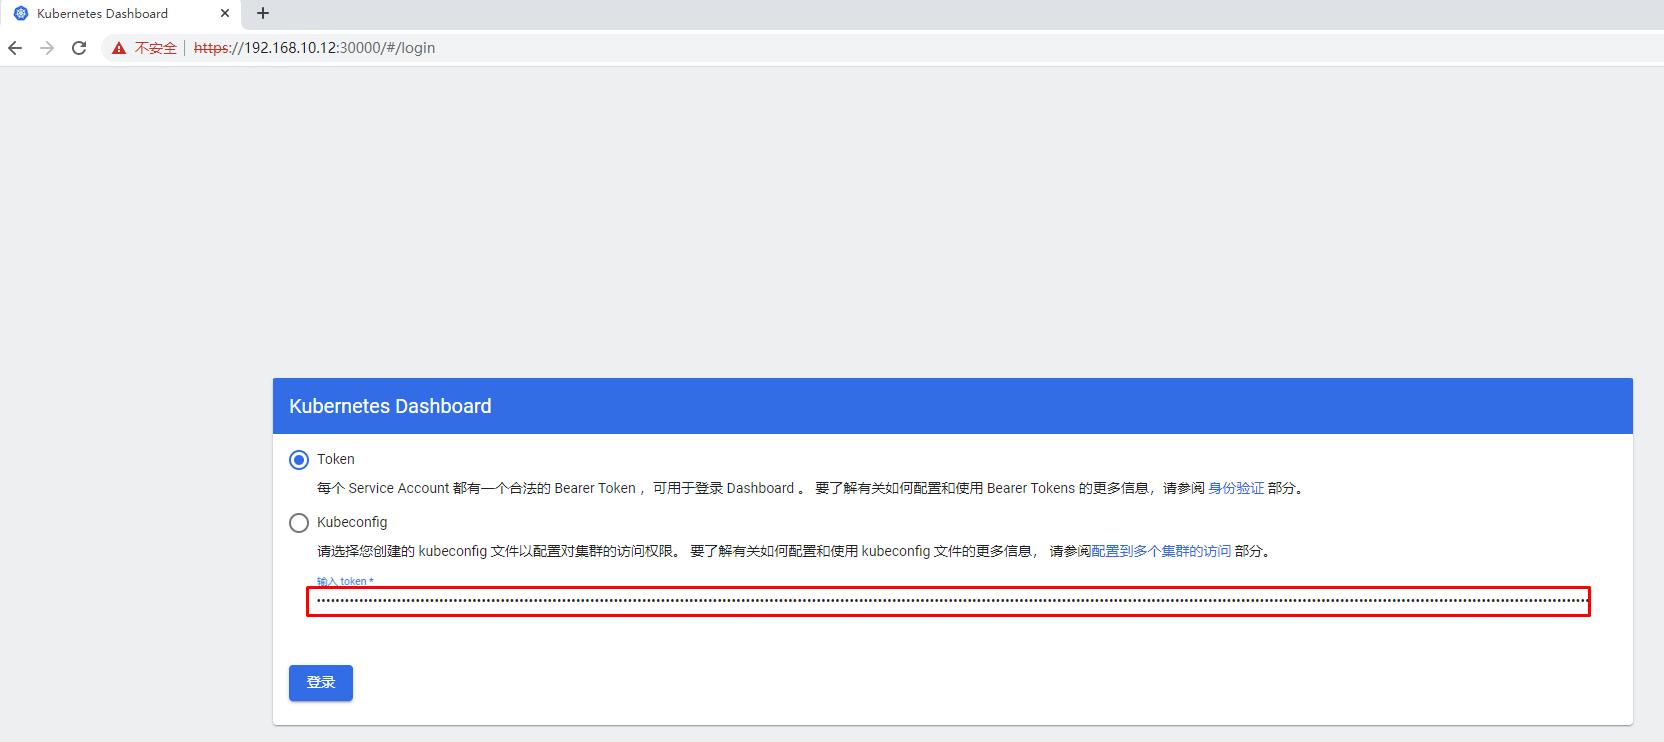 Kubernetes Dashboard
不安全 https://192.168.10.12:30000/#/login
Kubernetes Dashboard
Token
每个 Service Account 都有一个合法的 Bearer Token ，可用于登录 Dashboard 。 要了解有关如何配置和使用 Bearer Tokens 的更多信息，请参阅 身份验证 部分。
Kubeconfig
请选择您创建的 kubeconfig 文件以配置对集群的访问权限。 要了解有关如何配置和使用 kubeconfig 文件的更多信息， 请参阅配置到多个集群的访问 部分。
输入 token *
登录